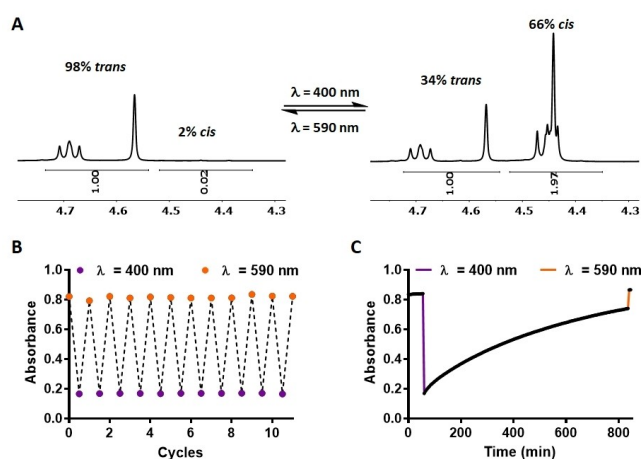 A
98% trans
2% cis
1.00
0.02
4.7 4.6 4.5 4.4 4.3
λ = 400 nm
λ = 590 nm
66% cis
34% trans
1.00
1.97
4.7 4.6 4.5 4.4 4.3
B
λ = 400 nm λ = 590 nm
Absorbance
1.0
0.8
0.6
0.4
0.2
0.0
0 2 4 6 8 10
Cycles
C
λ = 400 nm λ = 590 nm
Absorbance
1.0
0.8
0.6
0.4
0.2
0.0
0 200 400 600 800
Time (min)